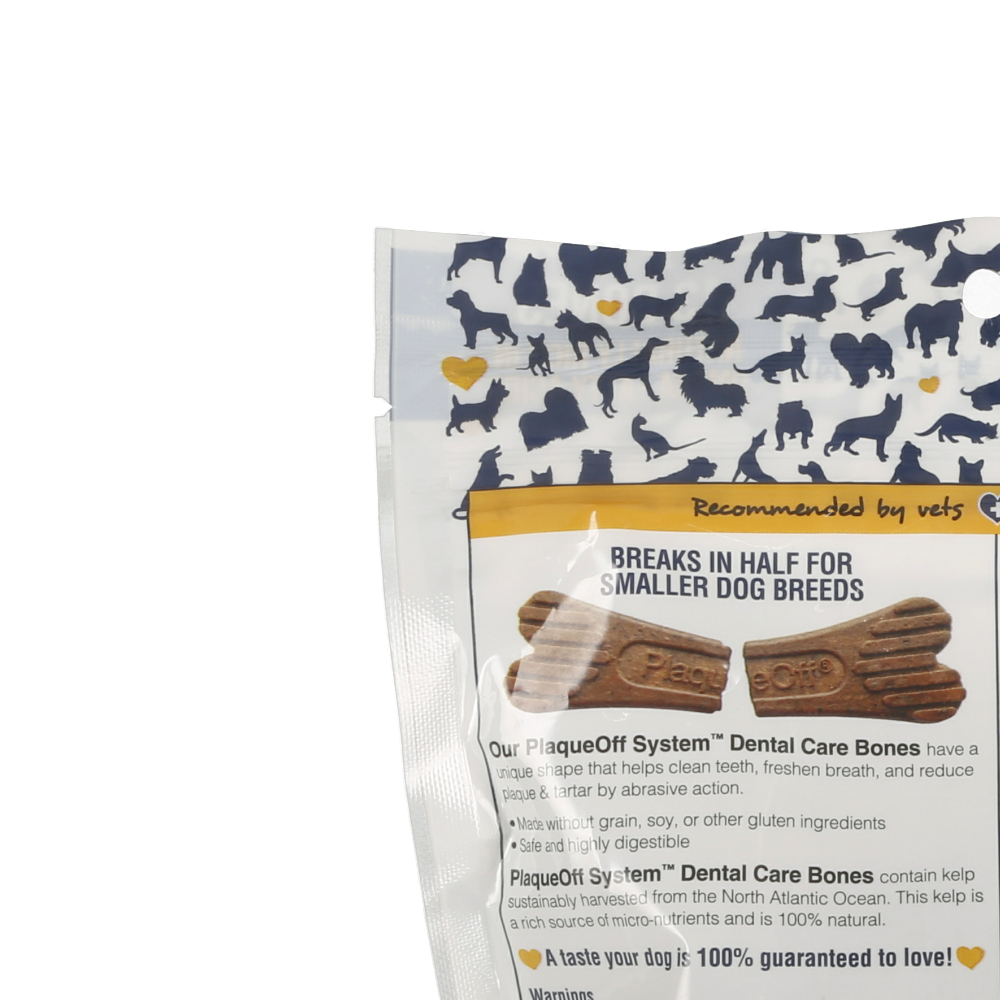 Recommended by vets
BREAKS IN HALF FOR
SMALLER DOG BREEDS
PlaqueOff®
Our PlaqueOff System™ Dental Care Bones have a
unique shape that helps clean teeth, freshen breath, and reduce
plaque & tartar by abrasive action.
• Made without grain, soy, or other gluten ingredients
• Safe and highly digestible
PlaqueOff System™ Dental Care Bones contain kelp
sustainably harvested from the North Atlantic Ocean. This kelp is
a rich source of micro-nutrients and is 100% natural.
A taste your dog is 100% guaranteed to love!
Warnings